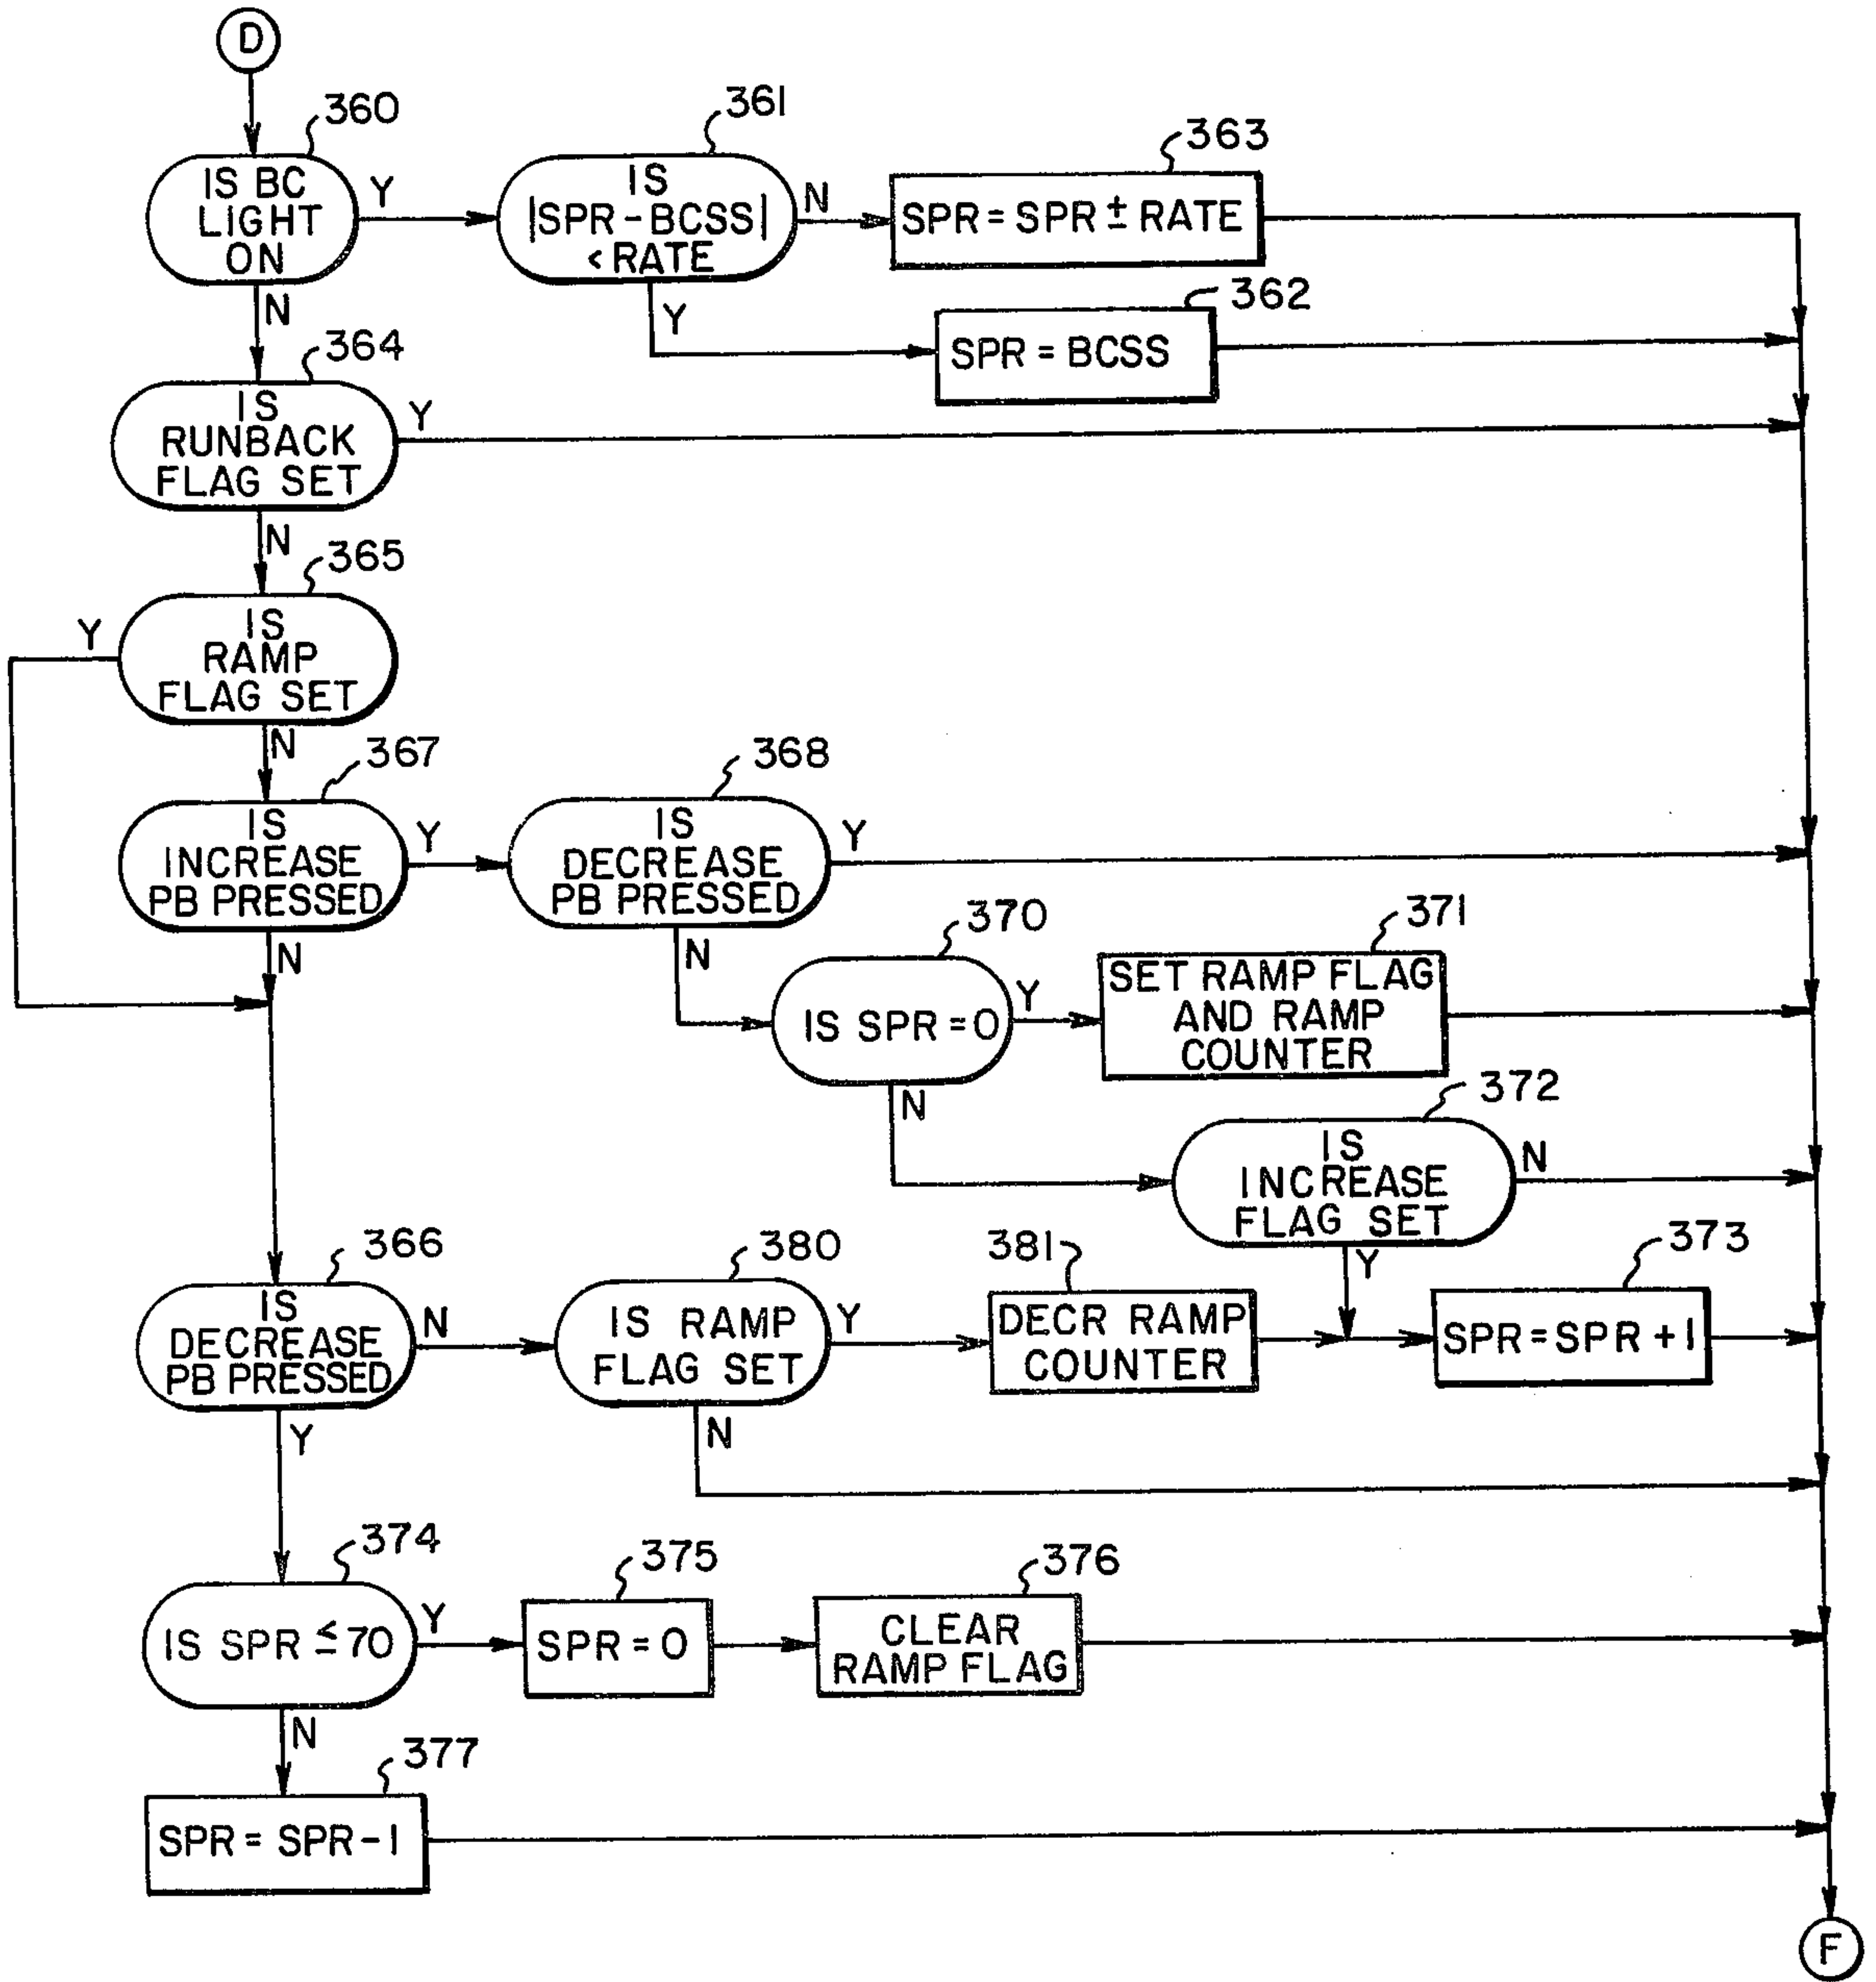 D
360
IS BC
LIGHT
ON
Y
N
361
IS
|SPR - BCSS|
< RATE
N
Y
363
SPR = SPR ± RATE
362
SPR = BCSS
364
IS
RUNBACK
FLAG SET
Y
N
365
IS
RAMP
FLAG SET
Y
N
367
IS
INCREASE
PB PRESSED
Y
N
368
IS
DECREASE
PB PRESSED
Y
N
370
IS SPR = 0
Y
N
371
SET RAMP FLAG
AND RAMP
COUNTER
372
IS
INCREASE
FLAG SET
N
Y
366
IS
DECREASE
PB PRESSED
N
Y
380
IS RAMP
FLAG SET
Y
N
381
DECR RAMP
COUNTER
373
SPR = SPR + 1
374
IS SPR ≤ 70
Y
N
375
SPR = 0
376
CLEAR
RAMP FLAG
377
SPR = SPR - 1
F